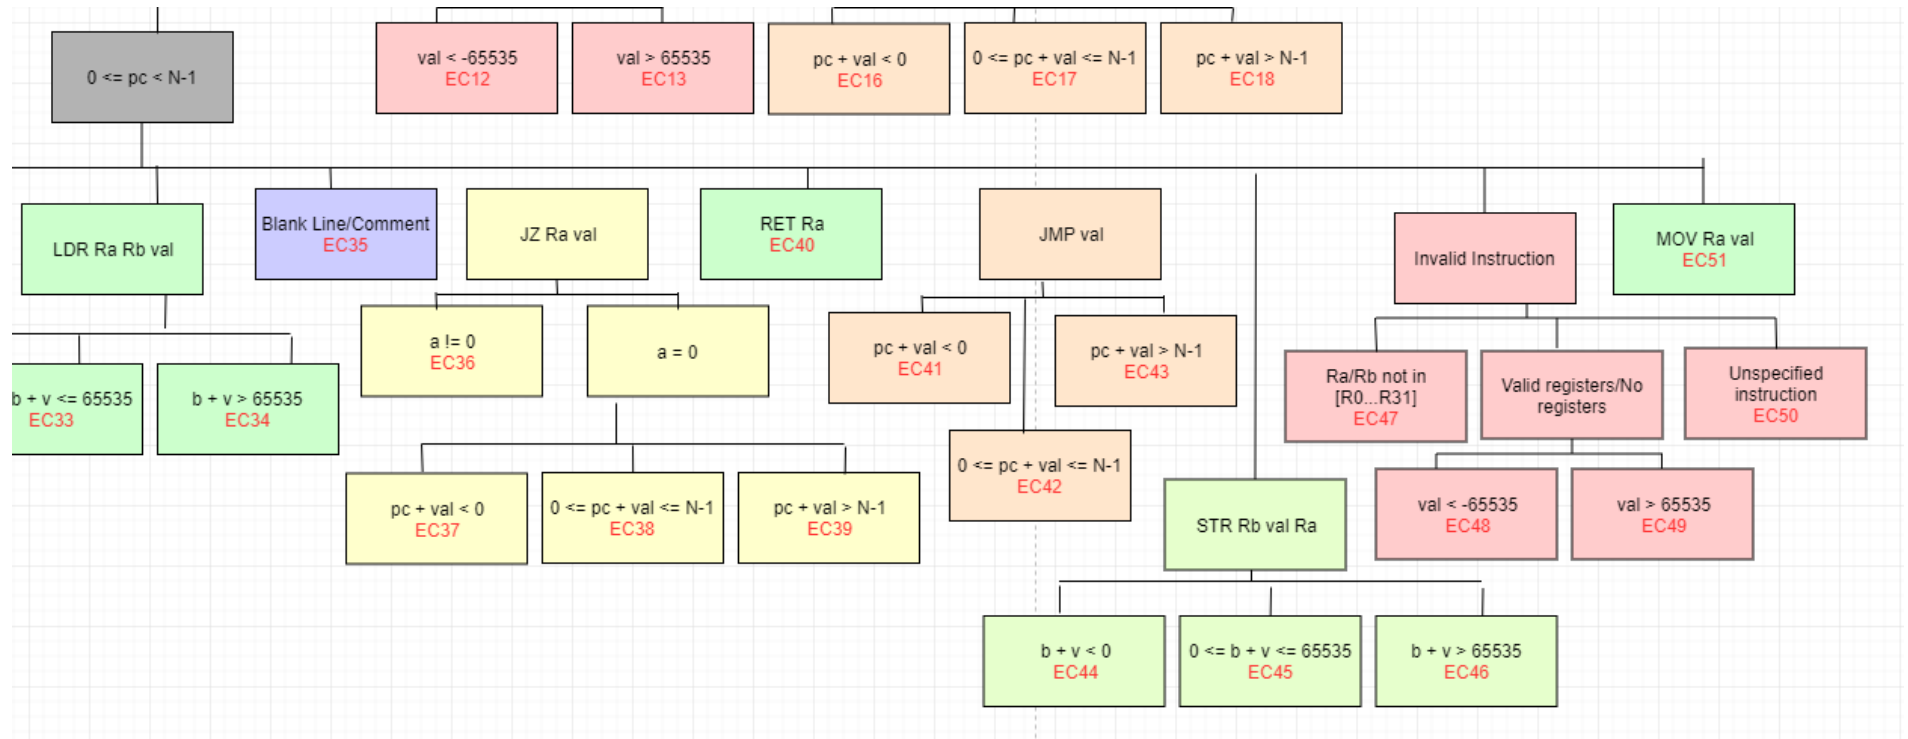 0 <= pc < N-1
val < -65535
EC12
val > 65535
EC13
pc + val < 0
EC16
0 <= pc + val <= N-1
EC17
pc + val > N-1
EC18
LDR Ra Rb val
Blank Line/Comment
EC35
JZ Ra val
RET Ra
EC40
JMP val
Invalid Instruction
MOV Ra val
EC51
b + v <= 65535
EC33
b + v > 65535
EC34
a != 0
EC36
a = 0
pc + val < 0
EC41
pc + val > N-1
EC43
Ra/Rb not in
[R0...R31]
EC47
Valid registers/No
registers
Unspecified
instruction
EC50
pc + val < 0
EC37
0 <= pc + val <= N-1
EC38
pc + val > N-1
EC39
0 <= pc + val <= N-1
EC42
STR Rb val Ra
val < -65535
EC48
val > 65535
EC49
b + v < 0
EC44
0 <= b + v <= 65535
EC45
b + v > 65535
EC46